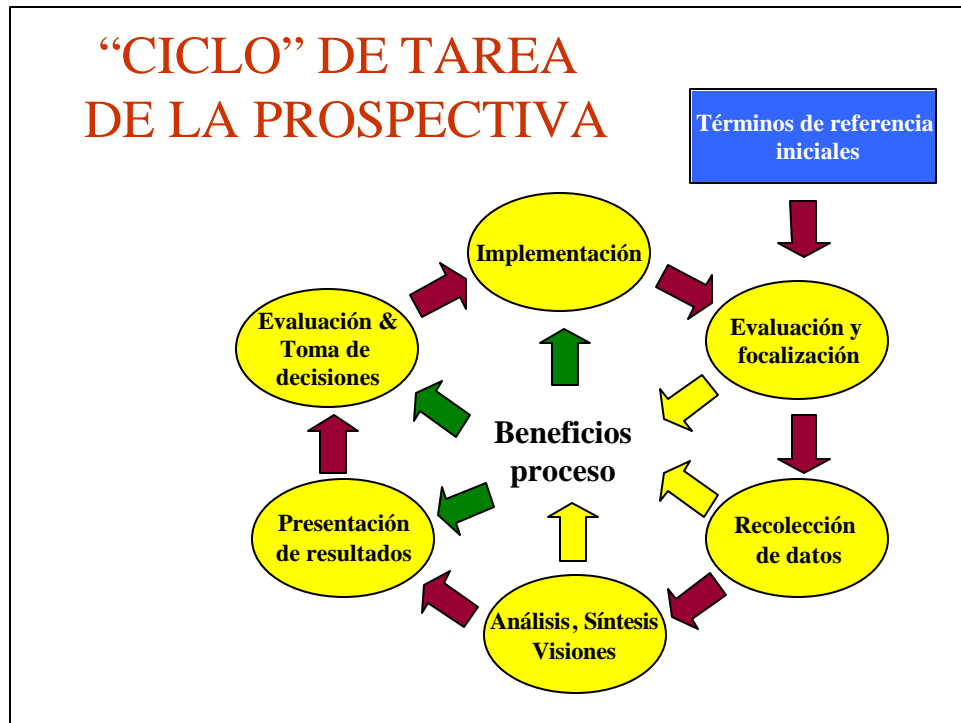 “CICLO” DE TAREA
DE LA PROSPECTIVA
Términos de referencia
iniciales
Implementación
Evaluación y
focalización
Recolección
de datos
Análisis, Síntesis
Visiones
Presentación
de resultados
Evaluación &
Toma de
decisiones
Beneficios
proceso